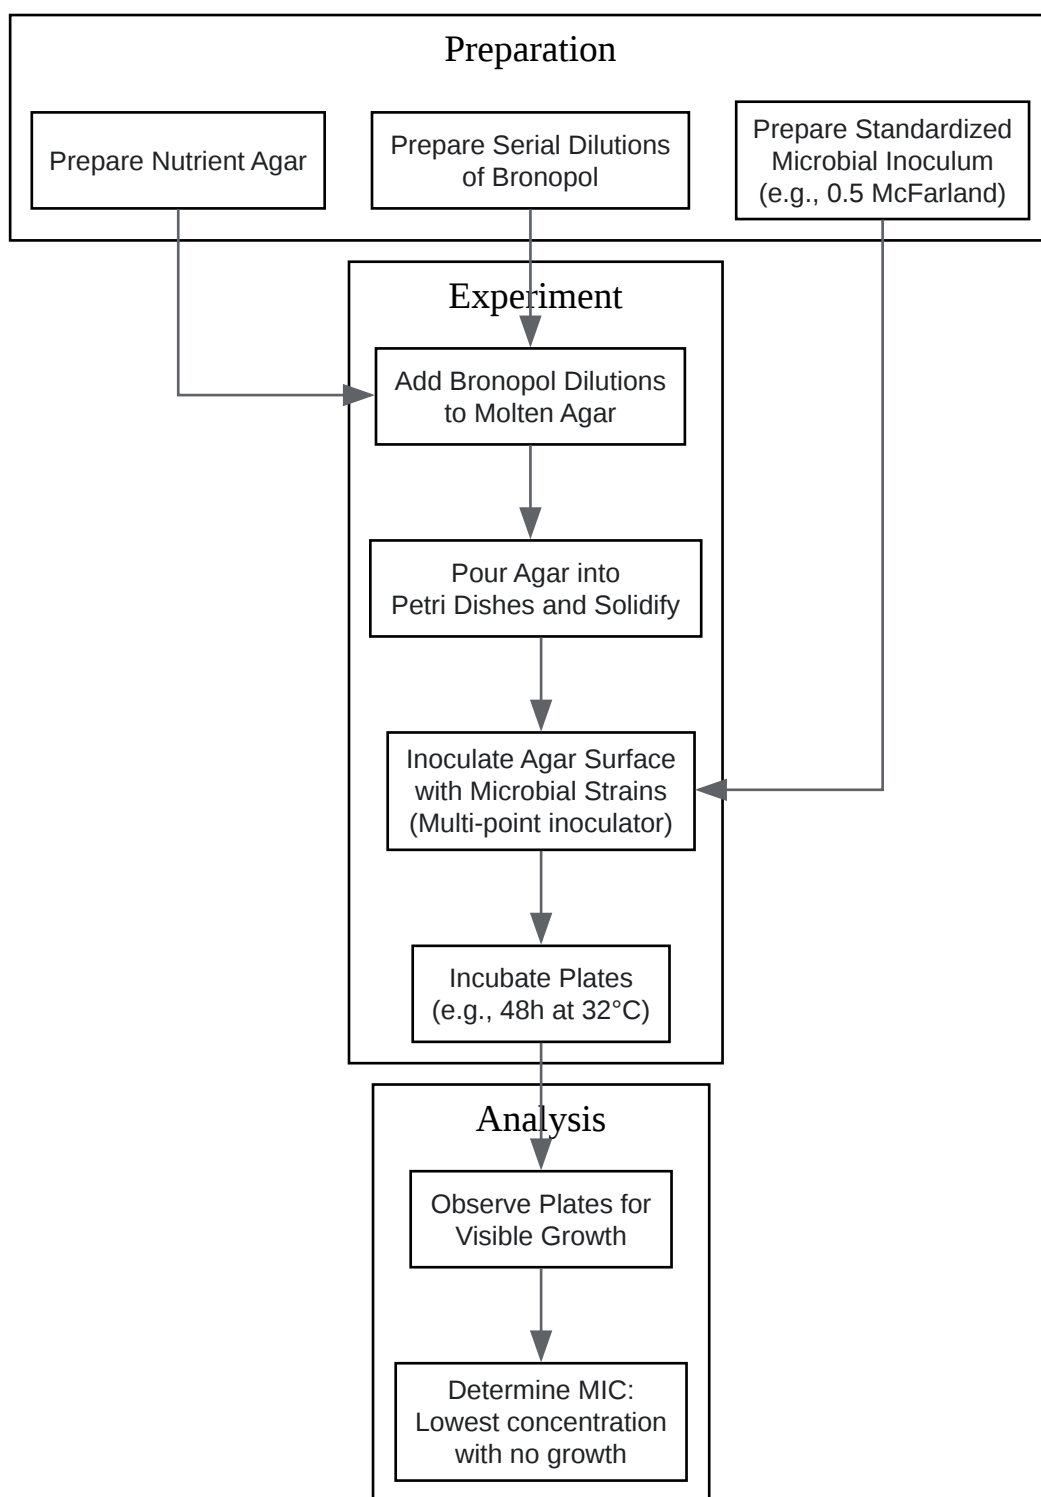 Preparation
Prepare Nutrient Agar
Prepare Serial Dilutions
of Bronopol
Prepare Standardized
Microbial Inoculum
(e.g., 0.5 McFarland)
Experiment
Add Bronopol Dilutions
to Molten Agar
Pour Agar into
Petri Dishes and Solidify
Inoculate Agar Surface
with Microbial Strains
(Multi-point inoculator)
Incubate Plates
(e.g., 48h at 32°C)
Analysis
Observe Plates for
Visible Growth
Determine MIC:
Lowest concentration
with no growth